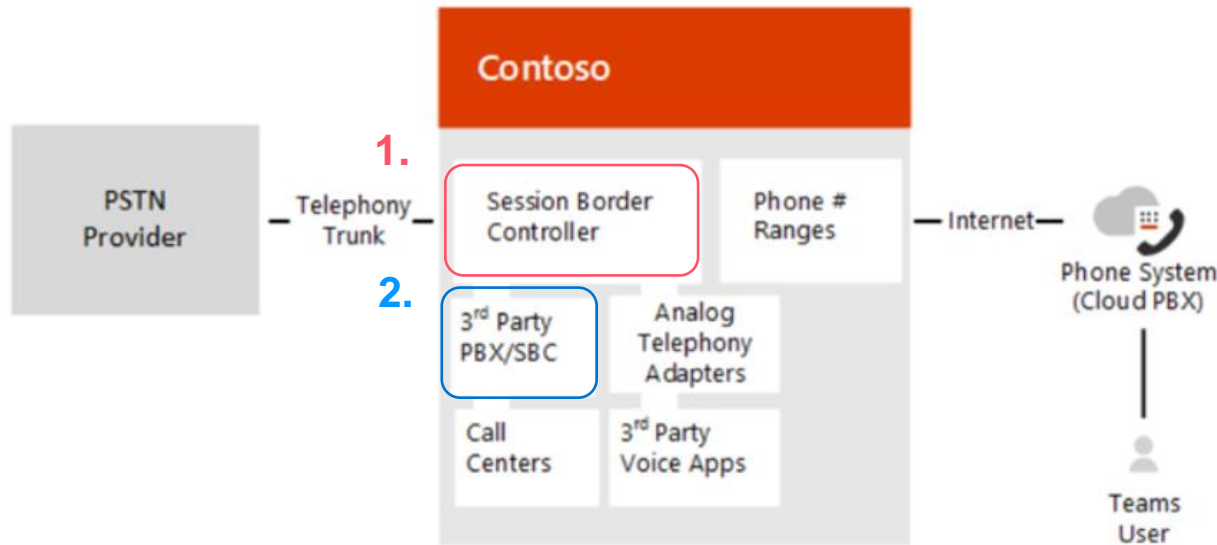 Contoso
1.
PSTN
Provider
Telephony
Trunk
Session Border
Controller
Phone #
Ranges
Internet
Phone System
(Cloud PBX)
2.
3rd Party
PBX/SBC
Analog
Telephony
Adapters
Call
Centers
3rd Party
Voice Apps
Teams
User